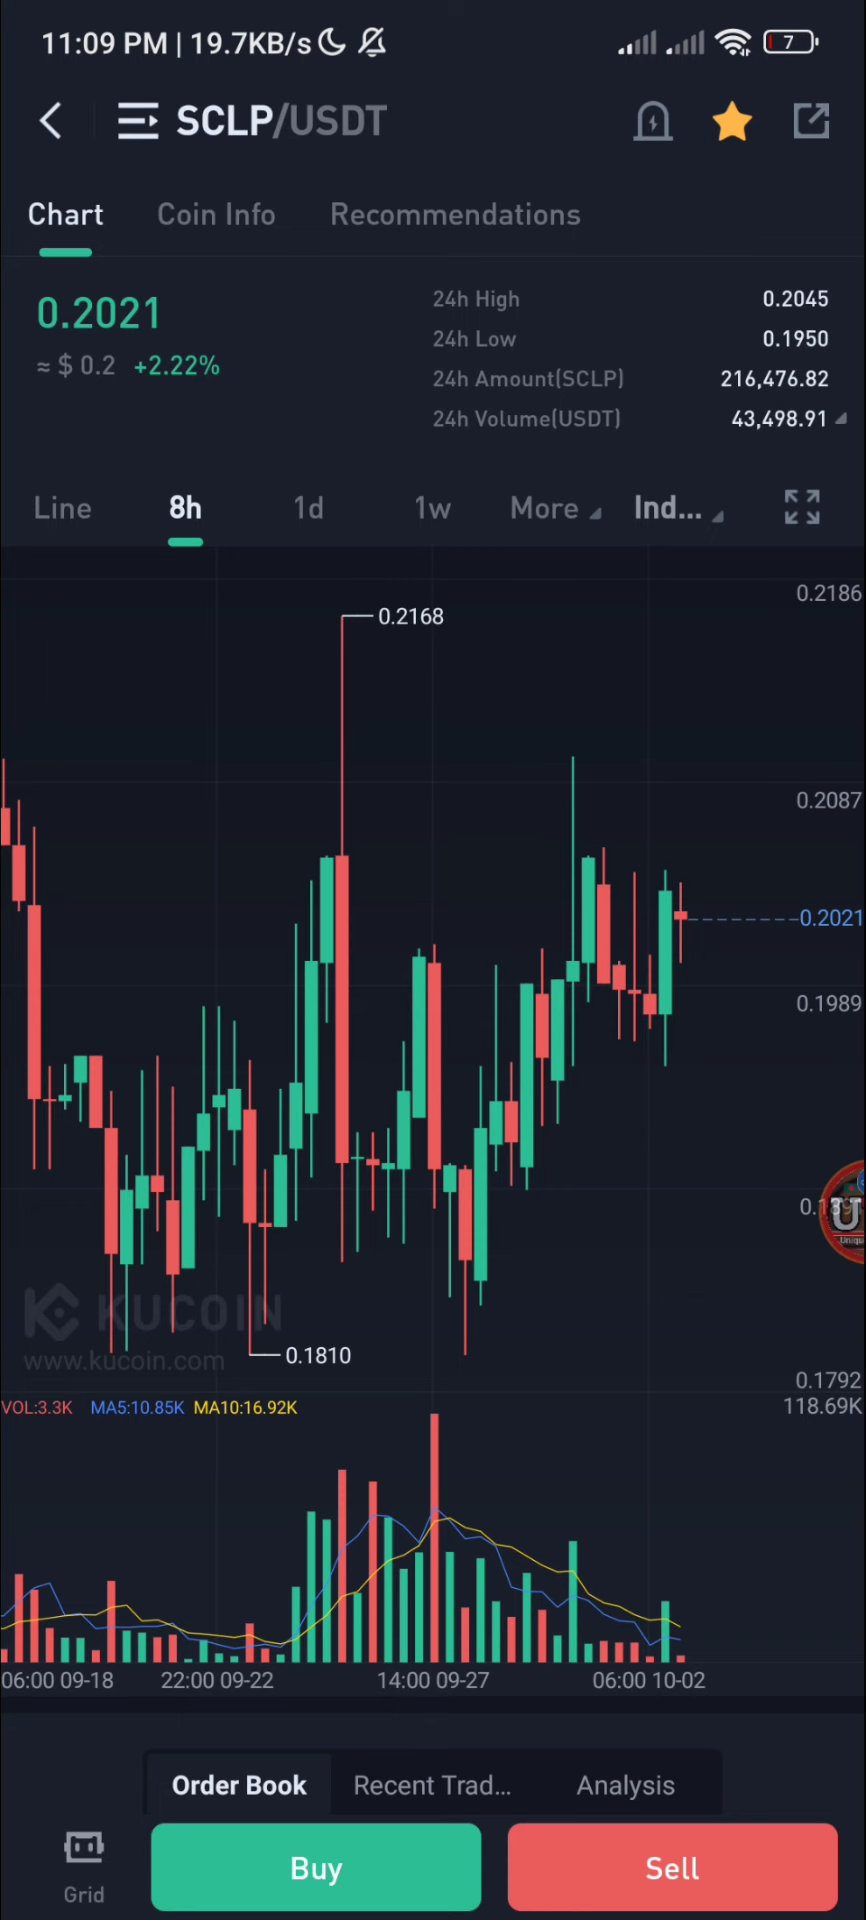 11:09 PM | 19.7KB/s 7
SCLP/USDT
Chart Coin Info Recommendations
0.2021
≈ $ 0.2 +2.22%
24h High 0.2045
24h Low 0.1950
24h Amount(SCLP) 216,476.82
24h Volume(USDT) 43,498.91
Line 8h 1d 1w More Ind...
0.2186
0.2168
0.2087
0.2021
0.1989
U
Uniqu
KUCOIN
www.kucoin.com
0.1810
0.1792
VOL:3.3K MA5:10.85K MA10:16.92K 118.69K
06:00 09-18 22:00 09-22 14:00 09-27 06:00 10-02
Order Book Recent Trad... Analysis
Grid Buy Sell